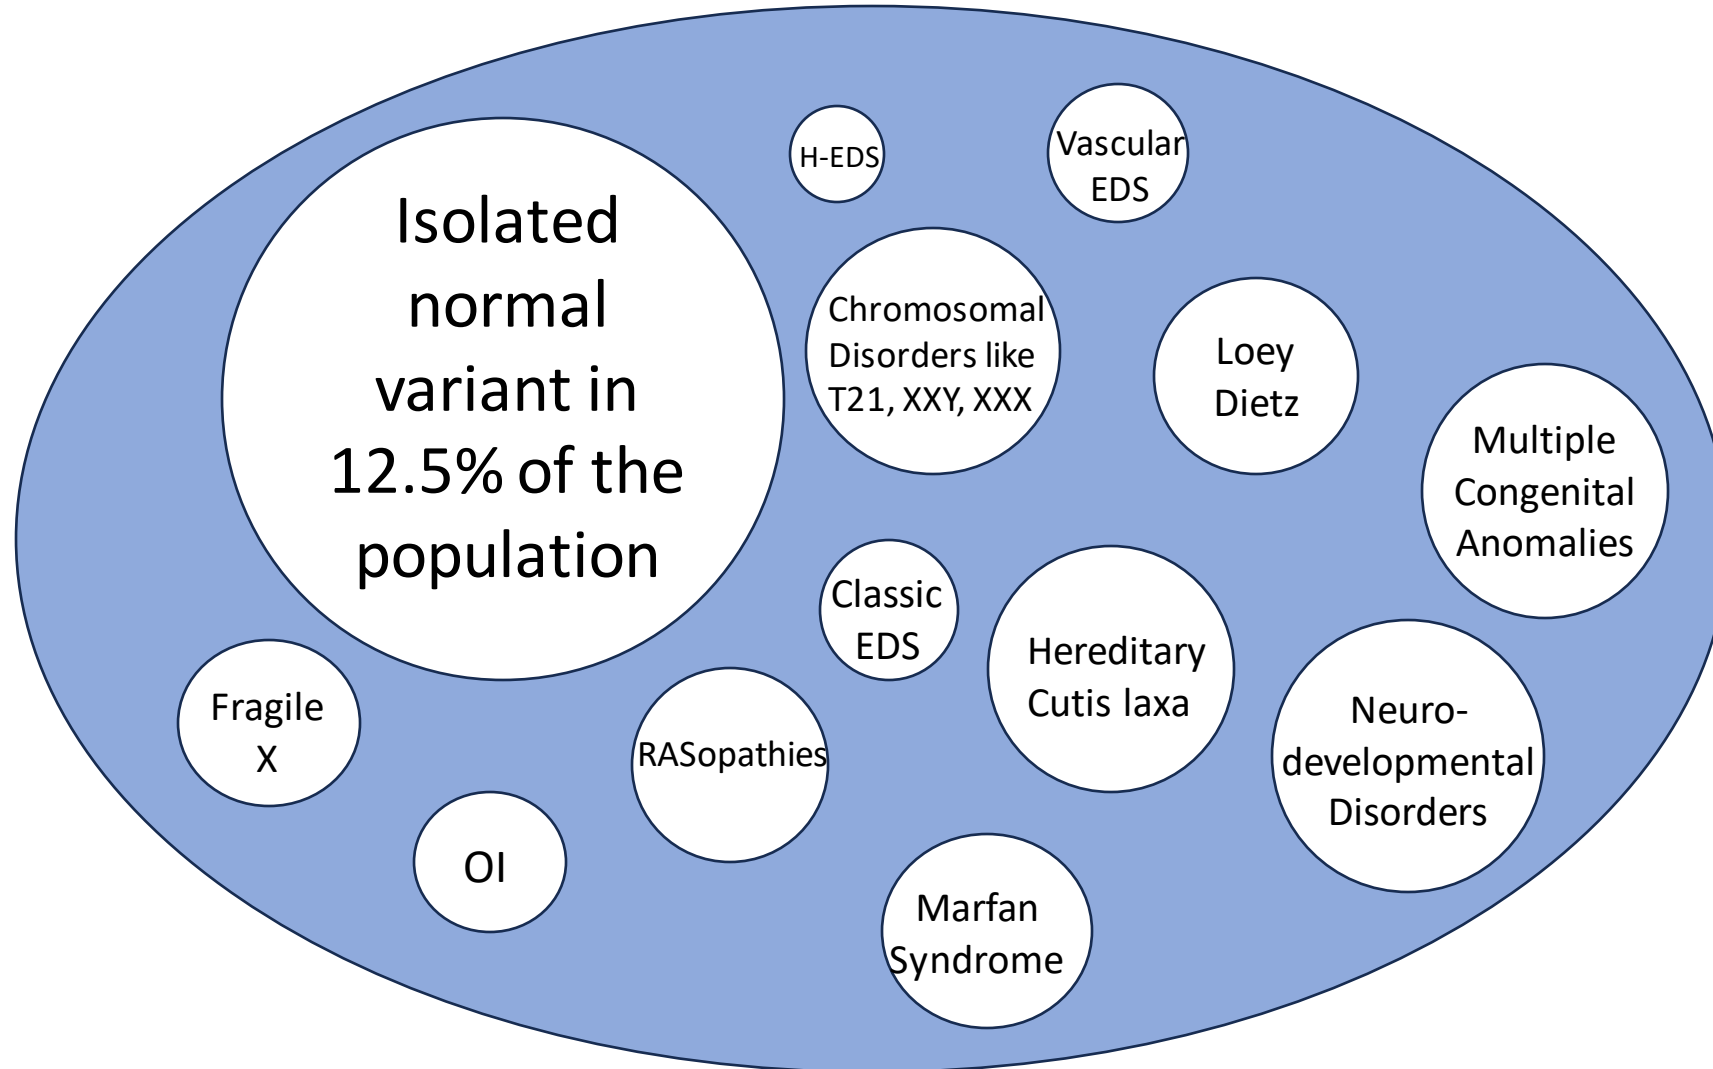 Isolated
normal
variant in
12.5% of the
population
H-EDS
Vascular
EDS
Chromosomal
Disorders like
T21, XXY, XXX
Loey
Dietz
Multiple
Congenital
Anomalies
Classic
EDS
Hereditary
Cutis laxa
Neuro-
developmental
Disorders
Fragile
X
RASopathies
OI
Marfan
Syndrome